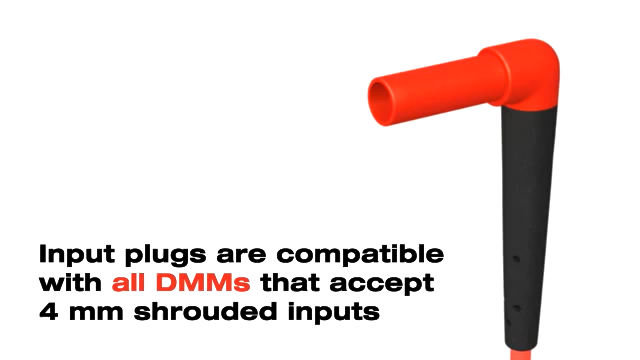 Input plugs are compatible
with all DMMs that accept
4 mm shrouded inputs